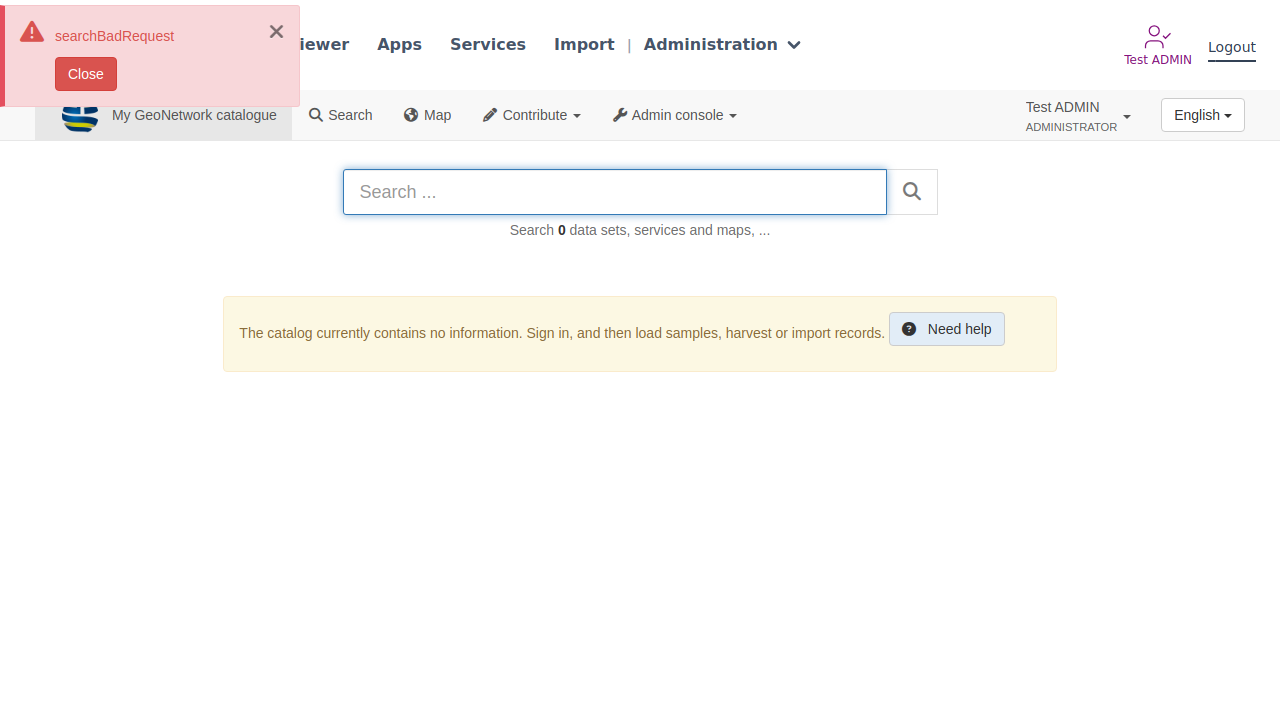 searchBadRequest
Close
iewer Apps Services Import | Administration
Test ADMIN
Logout
My GeoNetwork catalogue Search Map Contribute Admin console
Test ADMIN
ADMINISTRATOR
English
Search ...
Search 0 data sets, services and maps, ...
The catalog currently contains no information. Sign in, and then load samples, harvest or import records. Need help